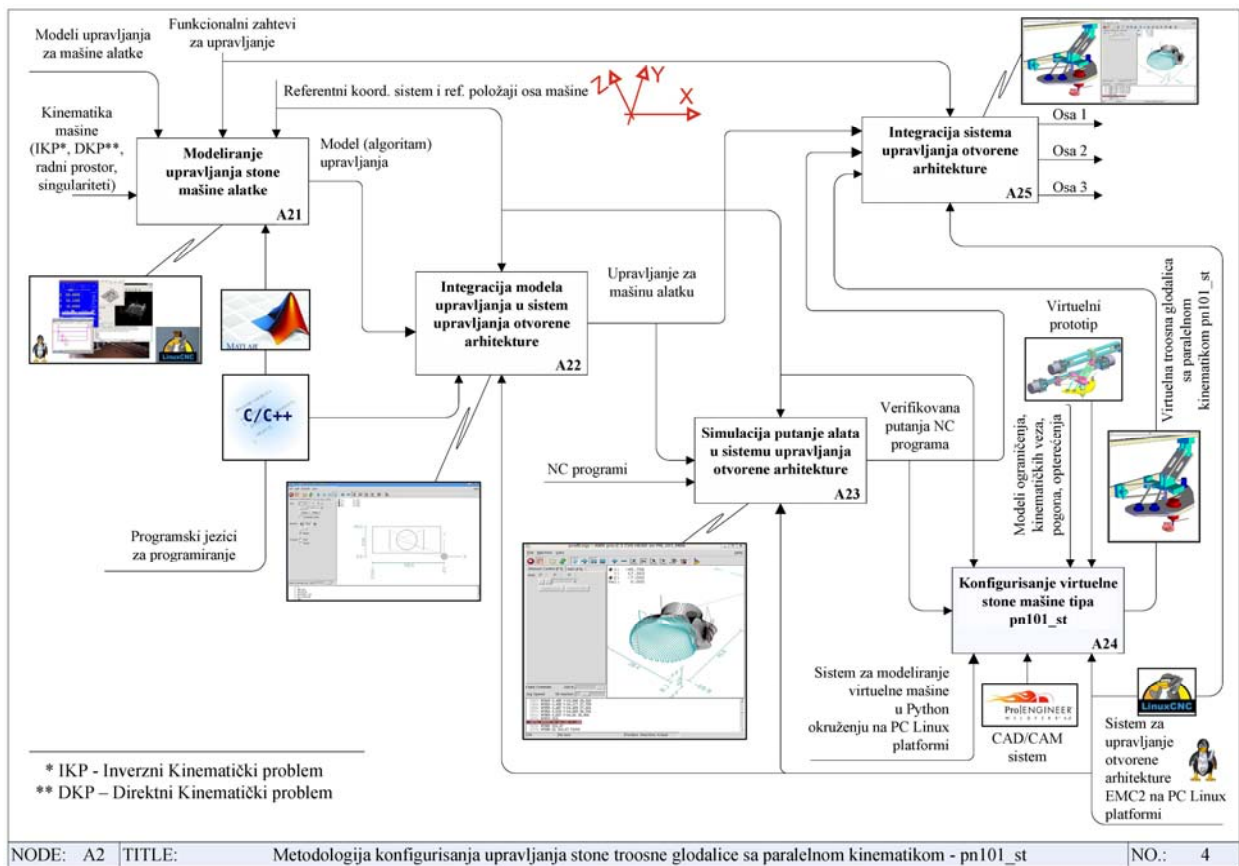 Modeli upravljanja
za mašine alatke
Funkcionalni zahtevi
za upravljanje
Referentni koord. sistem i ref. položaji osa mašine
Z
Y
X
Kinematika
mašine
(IKP*, DKP**,
radni prostor,
singulariteti)
Modeliranje
upravljanja stone
mašine alatke
A21
Model (algoritam)
upravljanja
Integracija sistema
upravljanja otvorene
arhitekture
A25
Osa 1
Osa 2
Osa 3
LinuxCNC
MATLAB
C/C++
Programski jezici
za programiranje
Integracija modela
upravljanja u sistem
upravljanja otvorene
arhitekture
A22
Upravljanje za
mašinu alatku
NC programi
Simulacija putanje alata
u sistemu upravljanja
otvorene arhitekture
A23
Verifikovana
putanja NC
programa
Virtuelni
prototip
Modeli ograničenja,
kinematičkih veza,
pogona, opterećenja
Virtuelna troosna glodalica
sa paralelnom
kinematikom pn101_st
Konfigurisanje virtuelne
stone mašine tipa
pn101_st
A24
Sistem za modeliranje
virtuelne mašine
u Python
okruženju na PC Linux
platformi
Pro/ENGINEER
CAD/CAM
sistem
LinuxCNC
Sistem za
upravljanje
otvorene
arhitekture
EMC2 na PC Linux
platformi
* IKP - Inverzni Kinematički problem
** DKP – Direktni Kinematički problem
NODE: A2 TITLE: Metodologija konfigurisanja upravljanja stone troosne glodalice sa paralelnom kinematikom - pn101_st NO.: 4